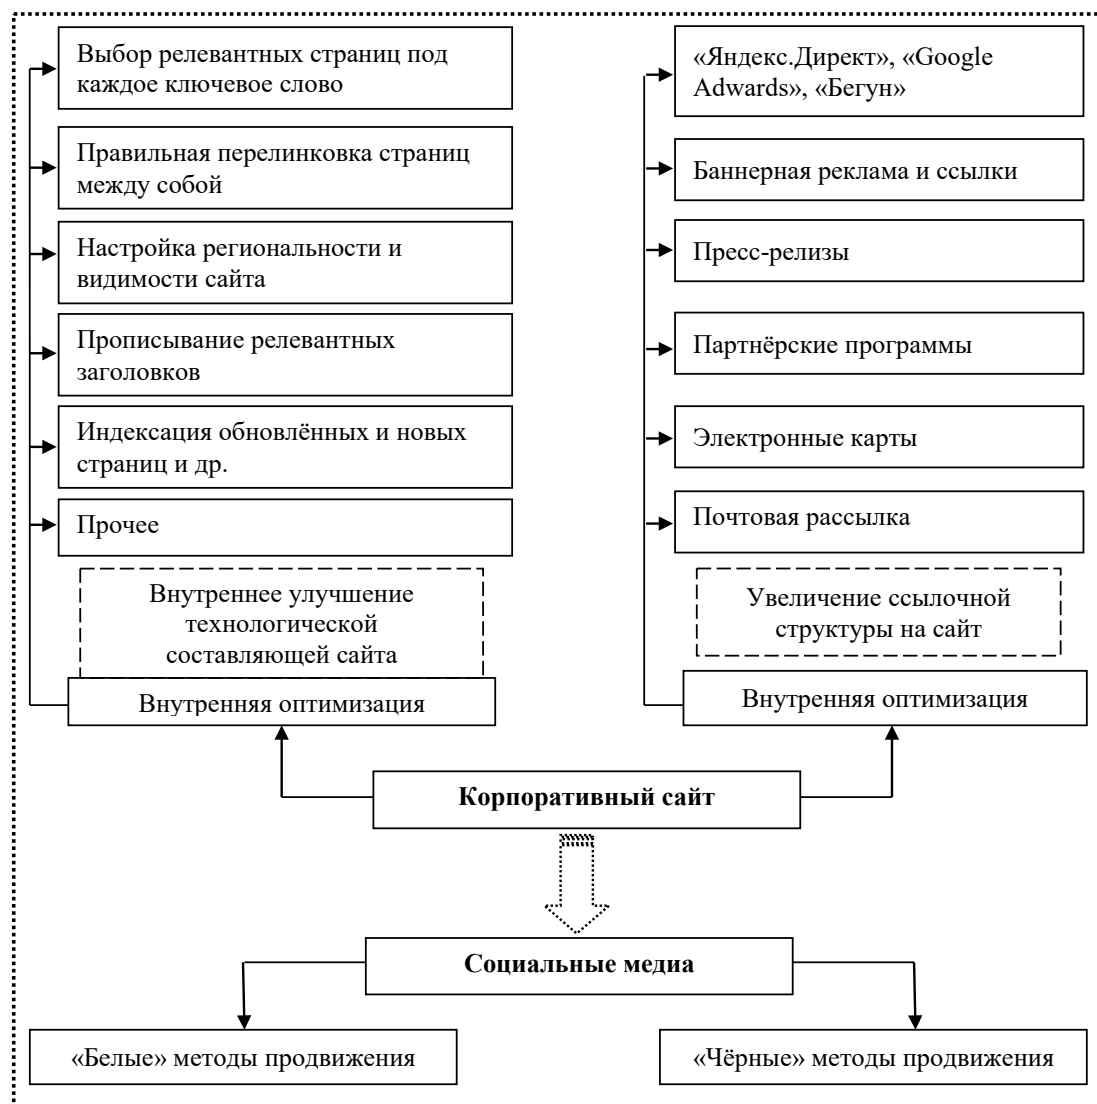 Выбор релевантных страниц под
каждое ключевое слово
Правильная перелинковка страниц
между собой
Настройка региональности и
видимости сайта
Прописывание релевантных
заголовков
Индексация обновлённых и новых
страниц и др.
Прочее
Внутреннее улучшение
технологической
составляющей сайта
Внутренняя оптимизация
«Яндекс.Директ», «Google
Adwards», «Бегун»
Баннерная реклама и ссылки
Пресс-релизы
Партнёрские программы
Электронные карты
Почтовая рассылка
Увеличение ссылочной
структуры на сайт
Внутренняя оптимизация
Корпоративный сайт
Социальные медиа
«Белые» методы продвижения
«Чёрные» методы продвижения